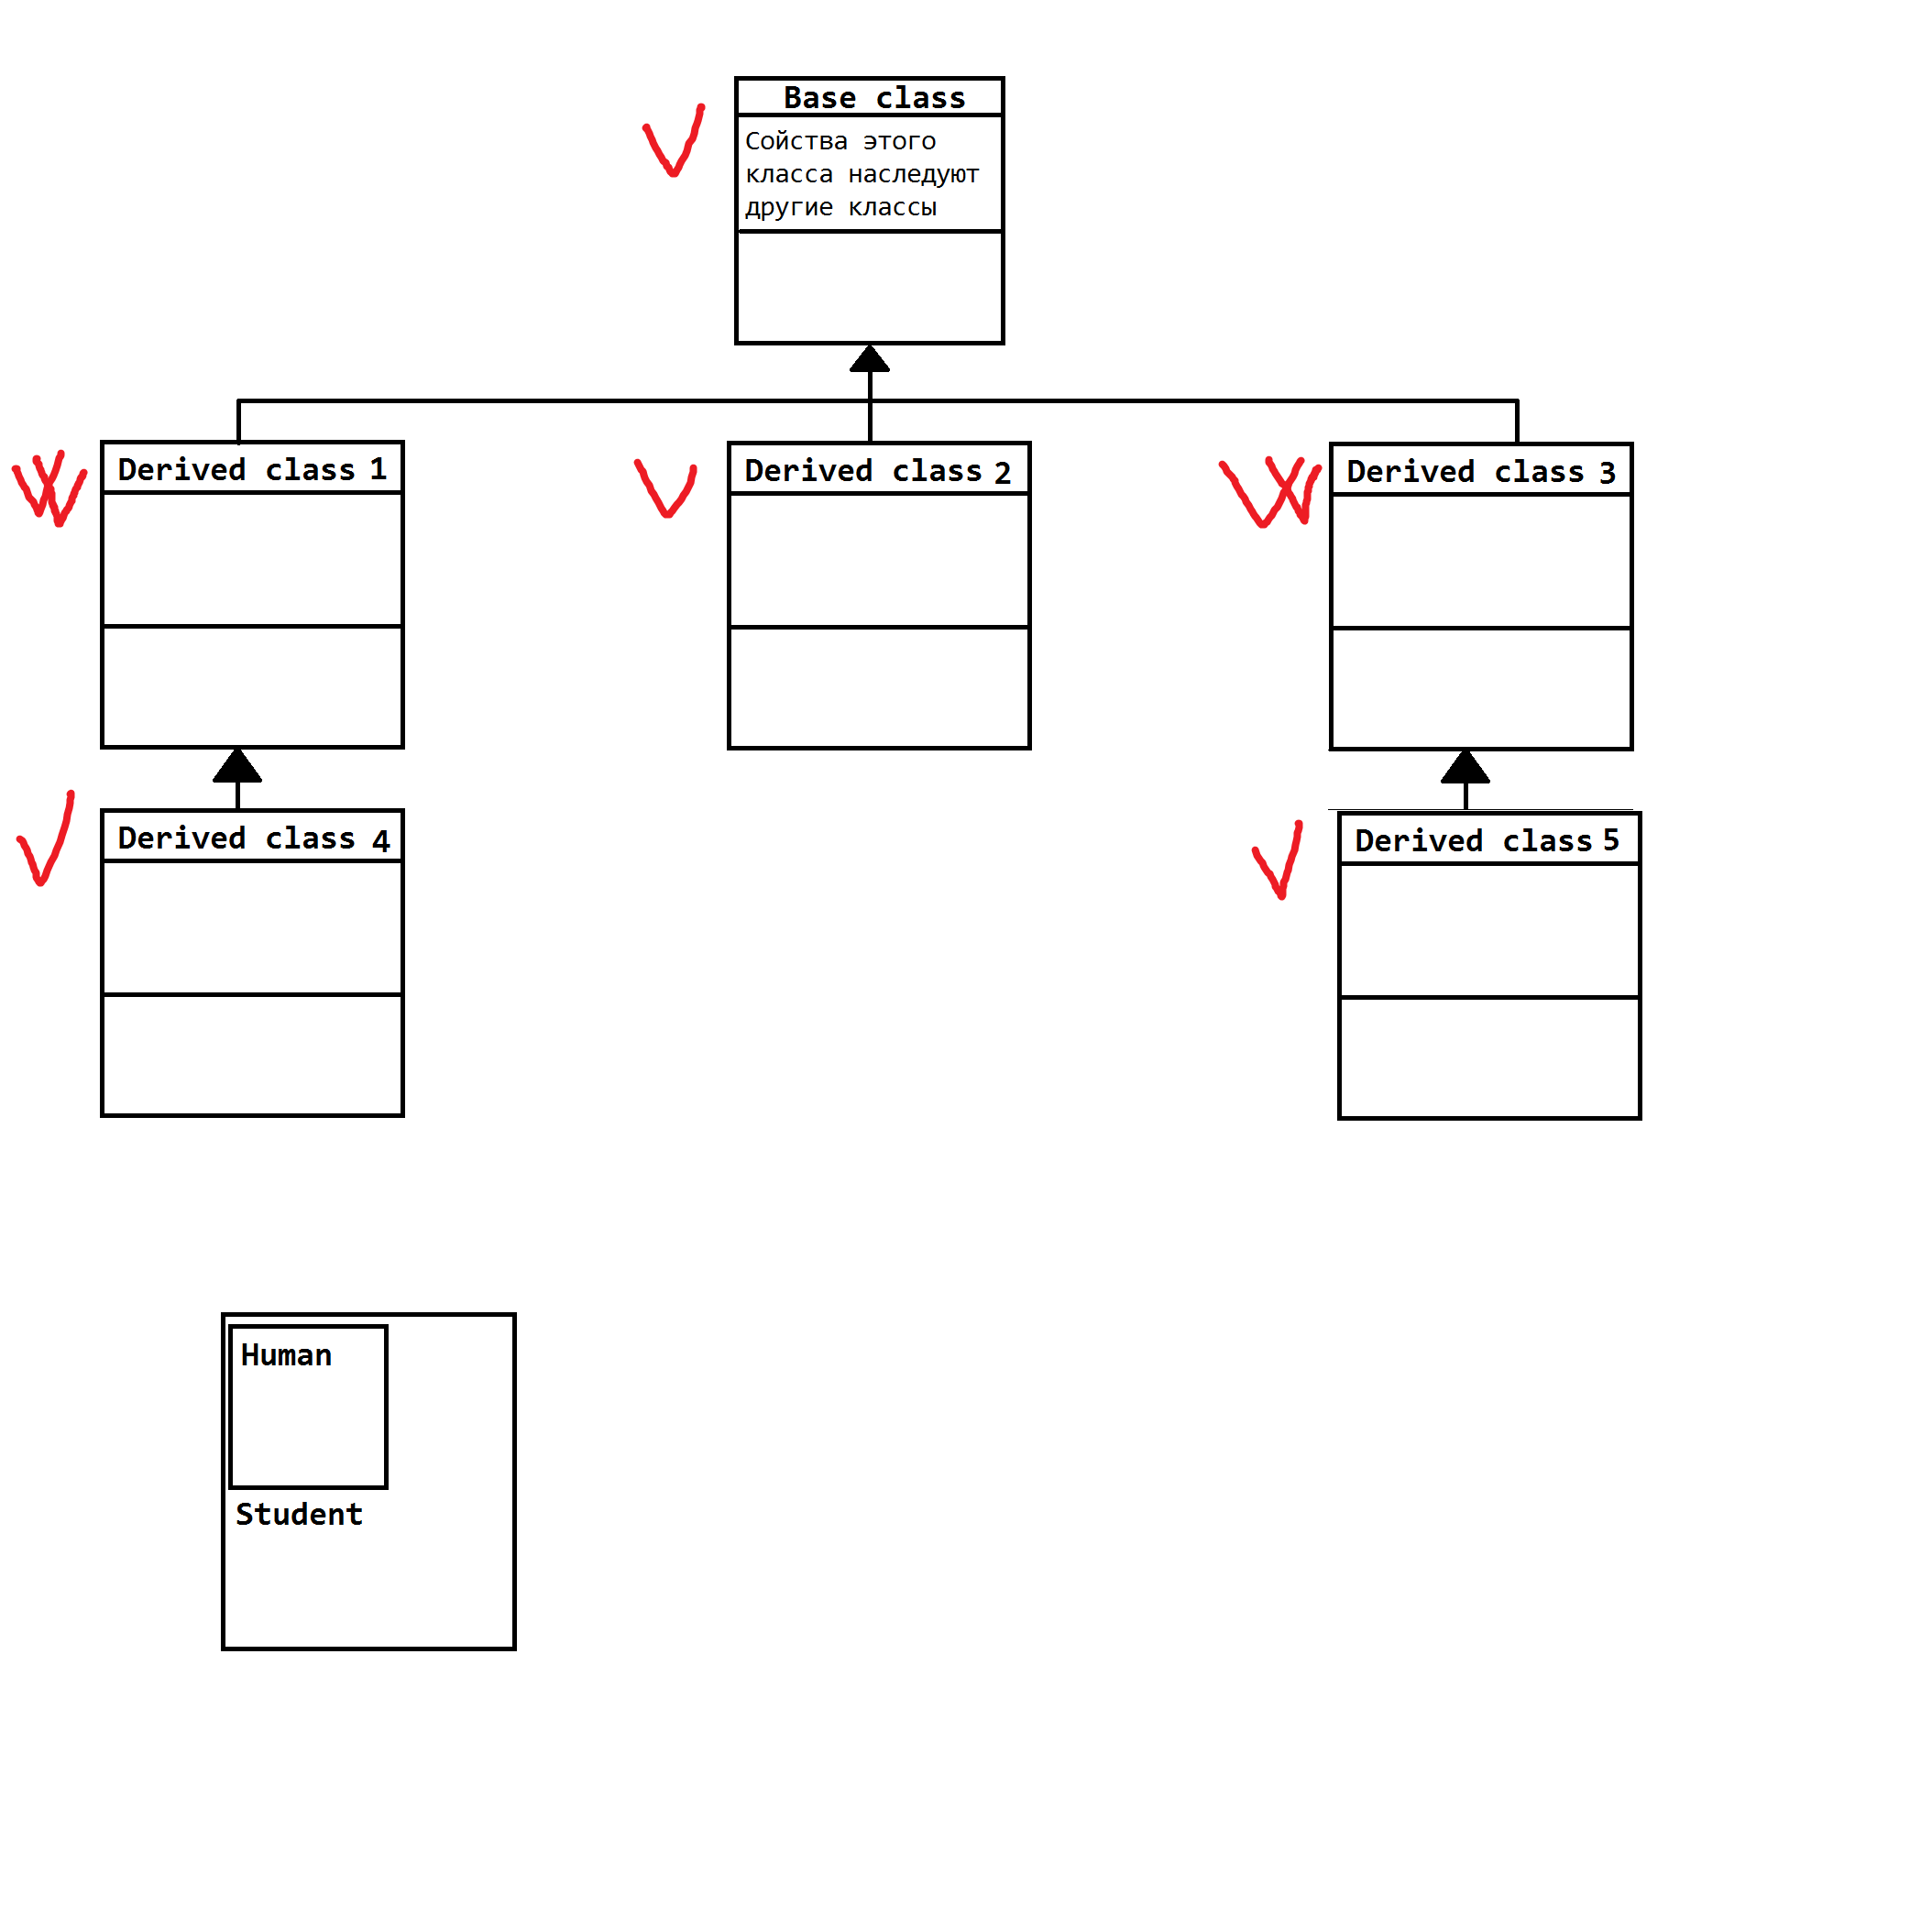 Base class
Сойства этого
класса наследуют
другие классы
Derived class 1
Derived class 2
Derived class 3
Derived class 4
Derived class 5
Human
Student